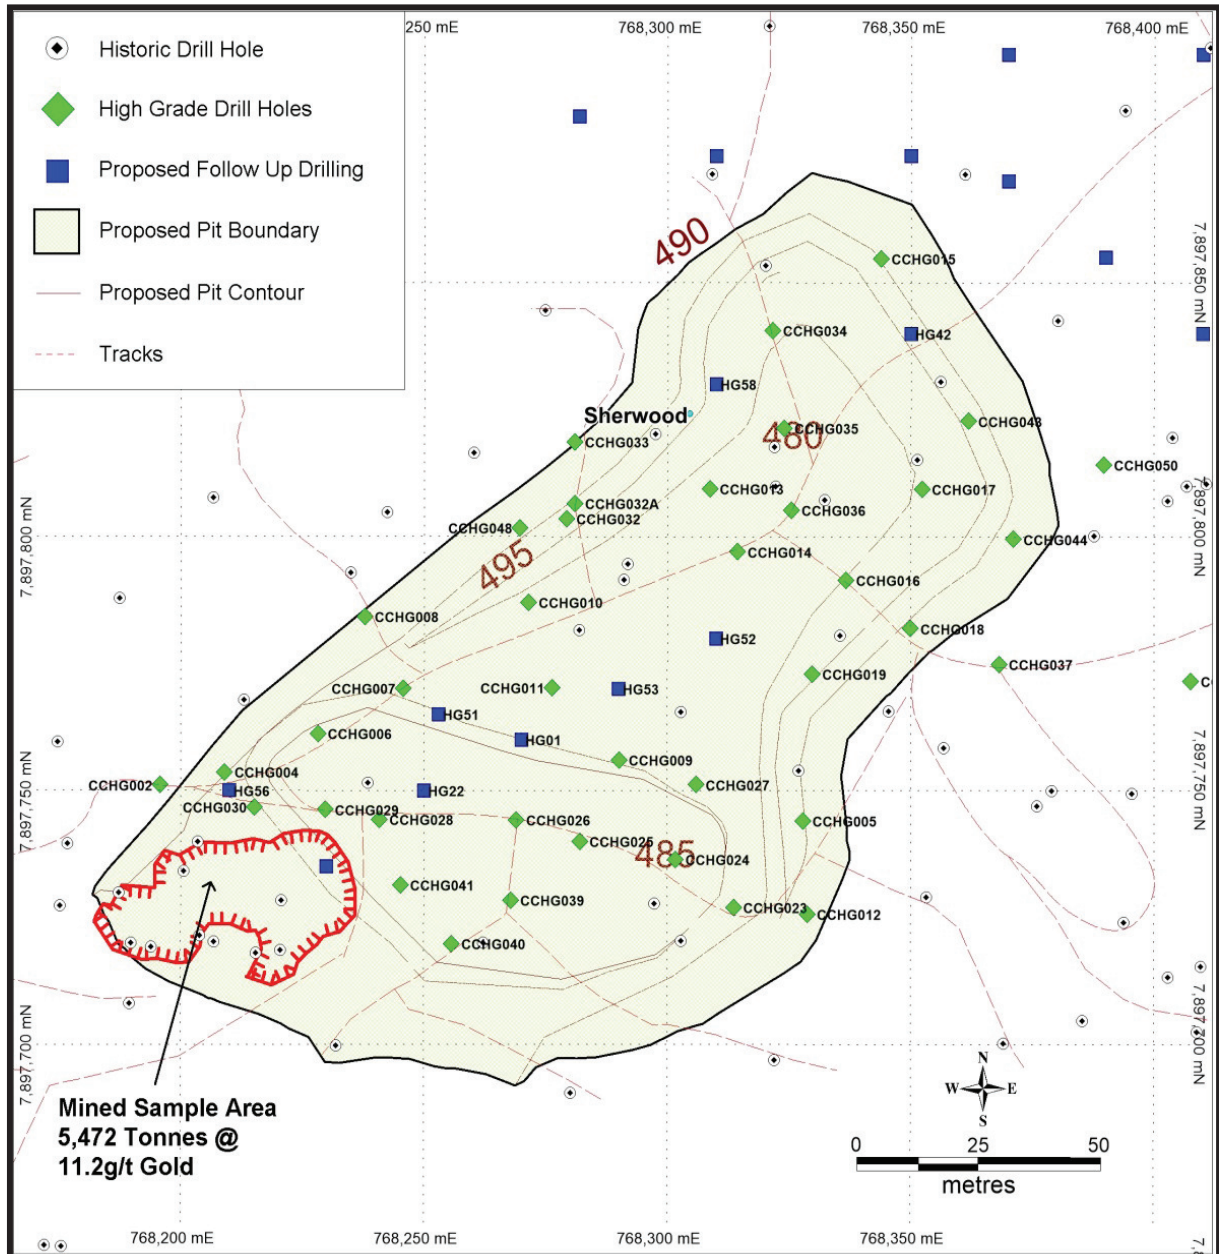 250 mE
768,300 mE
768,350 mE
768,400 mE
Historic Drill Hole
High Grade Drill Holes
Proposed Follow Up Drilling
Proposed Pit Boundary
Proposed Pit Contour
Tracks
490
CCHG015
7,897,850 mN
CCHG034
HG42
HG58
Sherwood
480
CCHG035
CCHG043
CCHG033
CCHG050
CCHG013
CCHG017
CCHG032A
CCHG036
CCHG032
CCHG048
7,897,800 mN
7,897,800 mN
CCHG044
CCHG014
495
CCHG016
CCHG010
CCHG008
CCHG018
HG52
CCHG037
CCHG019
C
CCHG007
CCHG011
HG53
HG51
CCHG006
HG01
CCHG009
CCHG004
CCHG002
CCHG027
HG56
HG22
7,897,750 mN
7,897,750 mN
CCHG030
CCHG029
CCHG028
CCHG026
CCHG005
CCHG025
485
CCHG024
CCHG041
CCHG039
CCHG023
CCHG012
CCHG040
7,897,700 mN
7,897,700 mN
N
W
E
S
Mined Sample Area
5,472 Tonnes @
11.2g/t Gold
0
25
50
metres
768,200 mE
768,250 mE
768,300 mE
768,350 mE